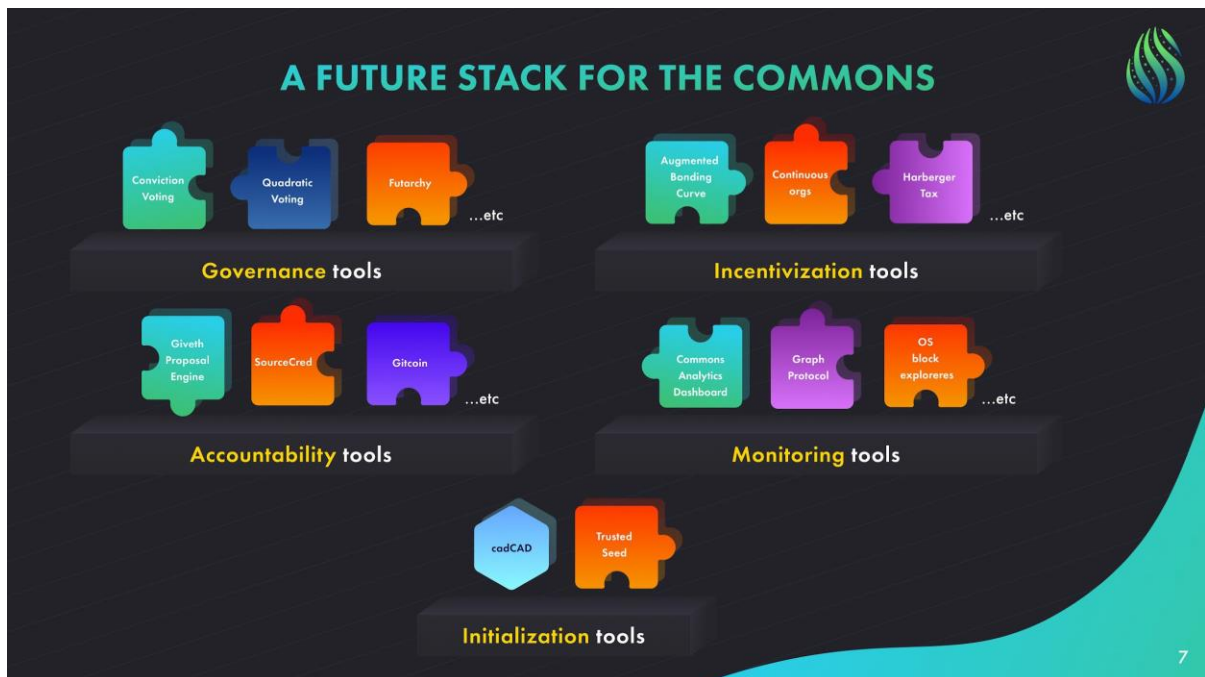 A FUTURE STACK FOR THE COMMONS
Conviction
Voting
Quadratic
Voting
Futarchy
...etc
Governance tools
Augmented
Bonding
Curve
Continuous
orgs
Harberger
Tax
...etc
Incentivization tools
Giveth
Proposal
Engine
SourceCred
Gitcoin
...etc
Accountability tools
Commons
Analytics
Dashboard
Graph
Protocol
OS
block
exploreres
...etc
Monitoring tools
cadCAD
Trusted
Seed
Initialization tools
7